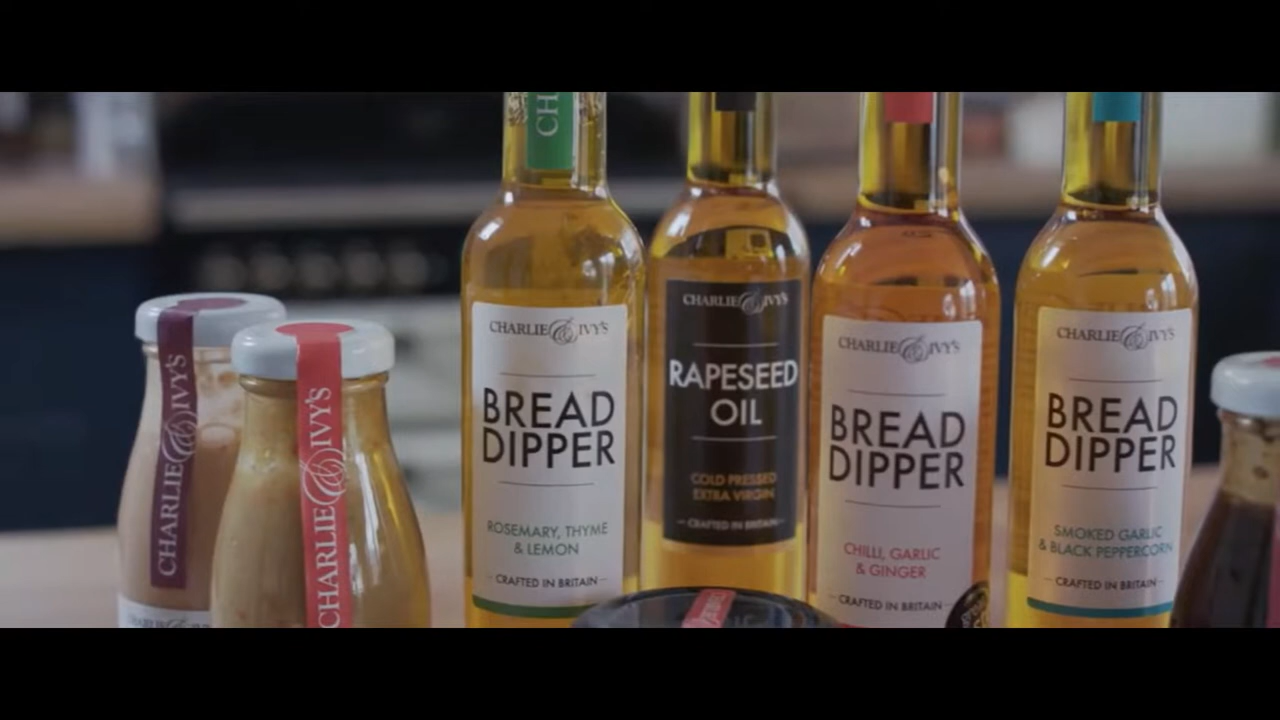 CHARLIE & IVY'S
CHARLIE & IVY'S
CH
CHARLIE & IVY'S
BREAD
DIPPER
ROSEMARY, THYME
& LEMON
CRAFTED IN BRITAIN
CHARLIE & IVY'S
RAPESEED
OIL
COLD PRESSED
EXTRA VIRGIN
CRAFTED IN BRITAIN
CHARLIE & IVY'S
BREAD
DIPPER
CHILLI, GARLIC
& GINGER
CRAFTED IN BRITAIN
CHARLIE & IVY'S
BREAD
DIPPER
SMOKED GARLIC
& BLACK PEPPERCORN
CRAFTED IN BRITAIN